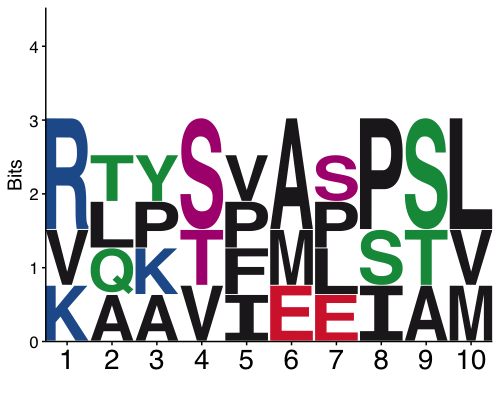 4
3
2
1
0
Bits
R T Y S V A S P S L
V L P T P M P S T V
K Q K V F E L I A M
A A I E
1 2 3 4 5 6 7 8 9 10